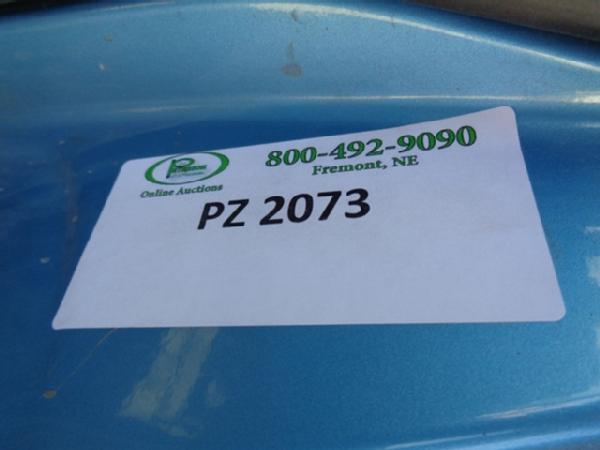 800-492-9090
Fremont, NE
Online Auctions
PZ 2073